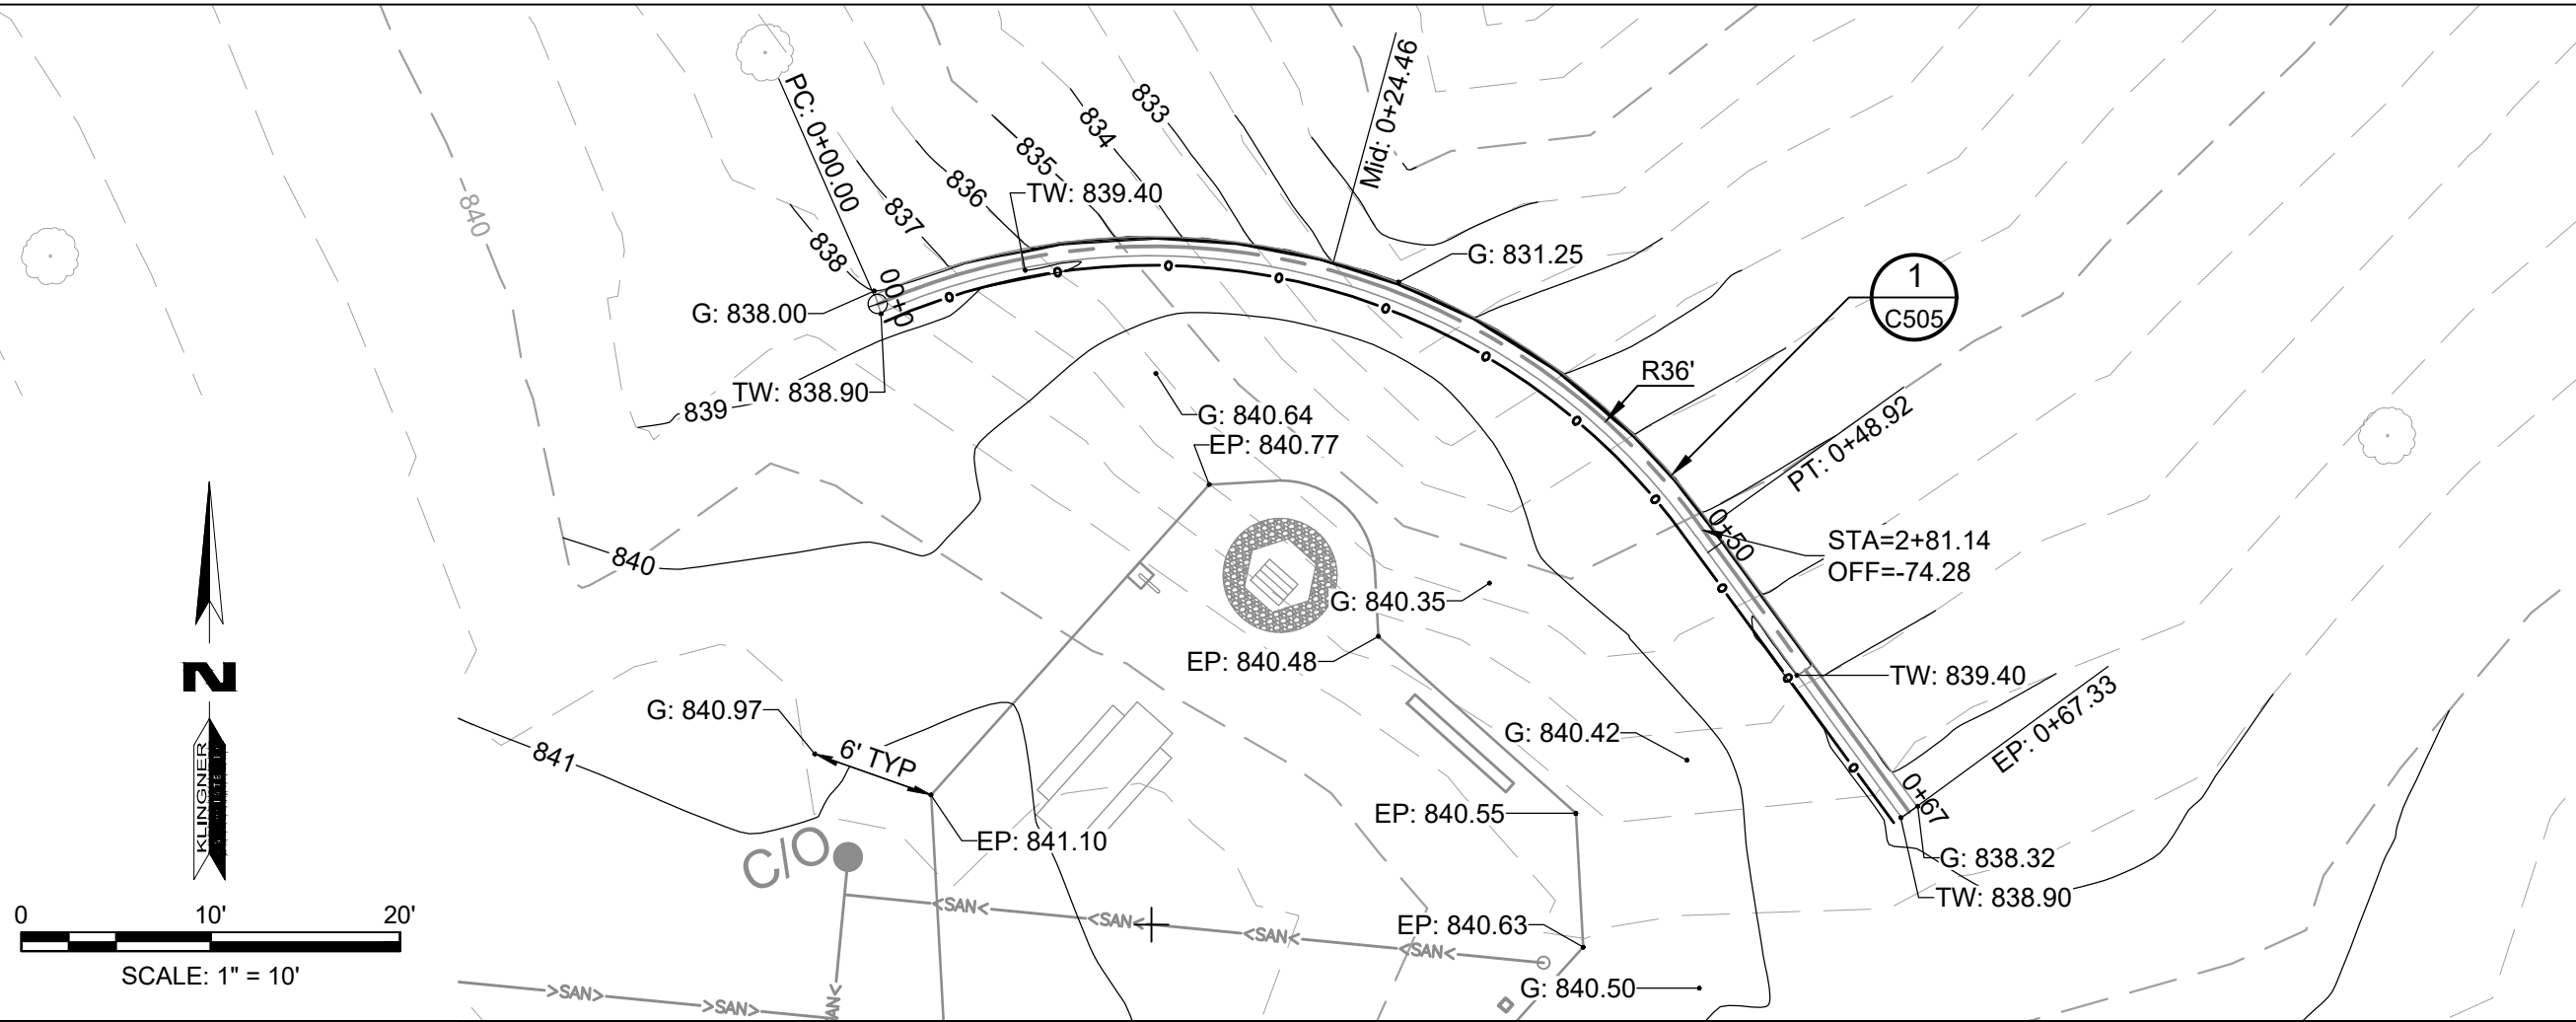 PC: 0+00.00
833
834
835
836
837
838
Mid: 0+24.46
840
TW: 839.40
G: 831.25
1
C505
0+00
G: 838.00
TW: 838.90
839
R36'
G: 840.64
EP: 840.77
PT: 0+48.92
0+50
STA=2+81.14
OFF=-74.28
840
G: 840.35
EP: 840.48
TW: 839.40
EP: 0+67.33
N
G: 840.97
6' TYP
G: 840.42
841
KLINGNER
0+67
EP: 840.55
EP: 841.10
C/O
G: 838.32
TW: 838.90
<SAN<
<SAN<
<SAN<
<SAN<
EP: 840.63
0 10' 20'
SCALE: 1" = 10'
G: 840.50
>SAN>
>SAN>